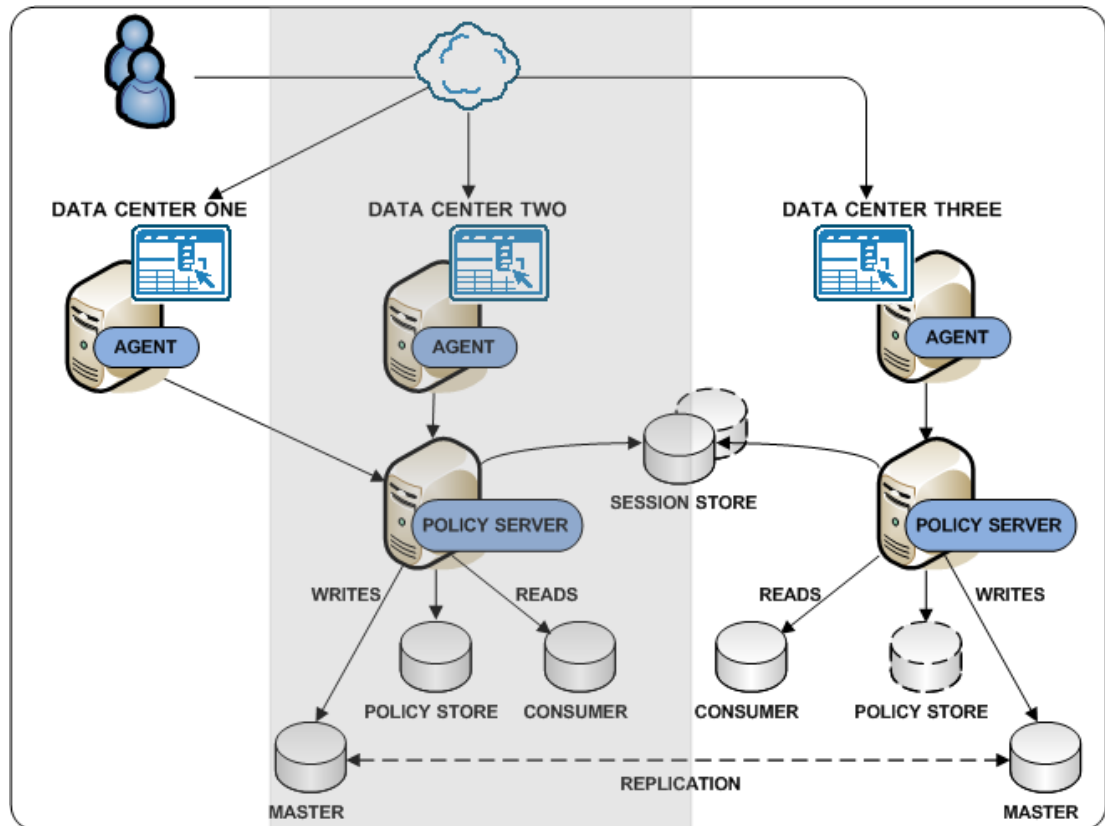 DATA CENTER ONE
DATA CENTER TWO
DATA CENTER THREE
AGENT
AGENT
AGENT
SESSION STORE
POLICY SERVER
POLICY SERVER
WRITES
READS
READS
WRITES
POLICY STORE
CONSUMER
CONSUMER
POLICY STORE
REPLICATION
MASTER
MASTER